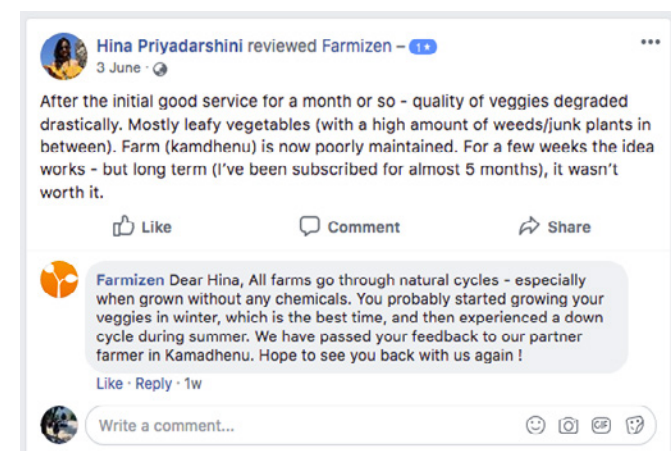 Hina Priyadarshini reviewed Farmizen – 1★
3 June ·
After the initial good service for a month or so - quality of veggies degraded
drastically. Mostly leafy vegetables (with a high amount of weeds/junk plants in
between). Farm (kamdhenu) is now poorly maintained. For a few weeks the idea
works - but long term (I've been subscribed for almost 5 months), it wasn't
worth it.
Like Comment Share
Farmizen Dear Hina, All farms go through natural cycles - especially
when grown without any chemicals. You probably started growing your
veggies in winter, which is the best time, and then experienced a down
cycle during summer. We have passed your feedback to our partner
farmer in Kamadhenu. Hope to see you back with us again !
Like · Reply · 1w
Write a comment...
GIF